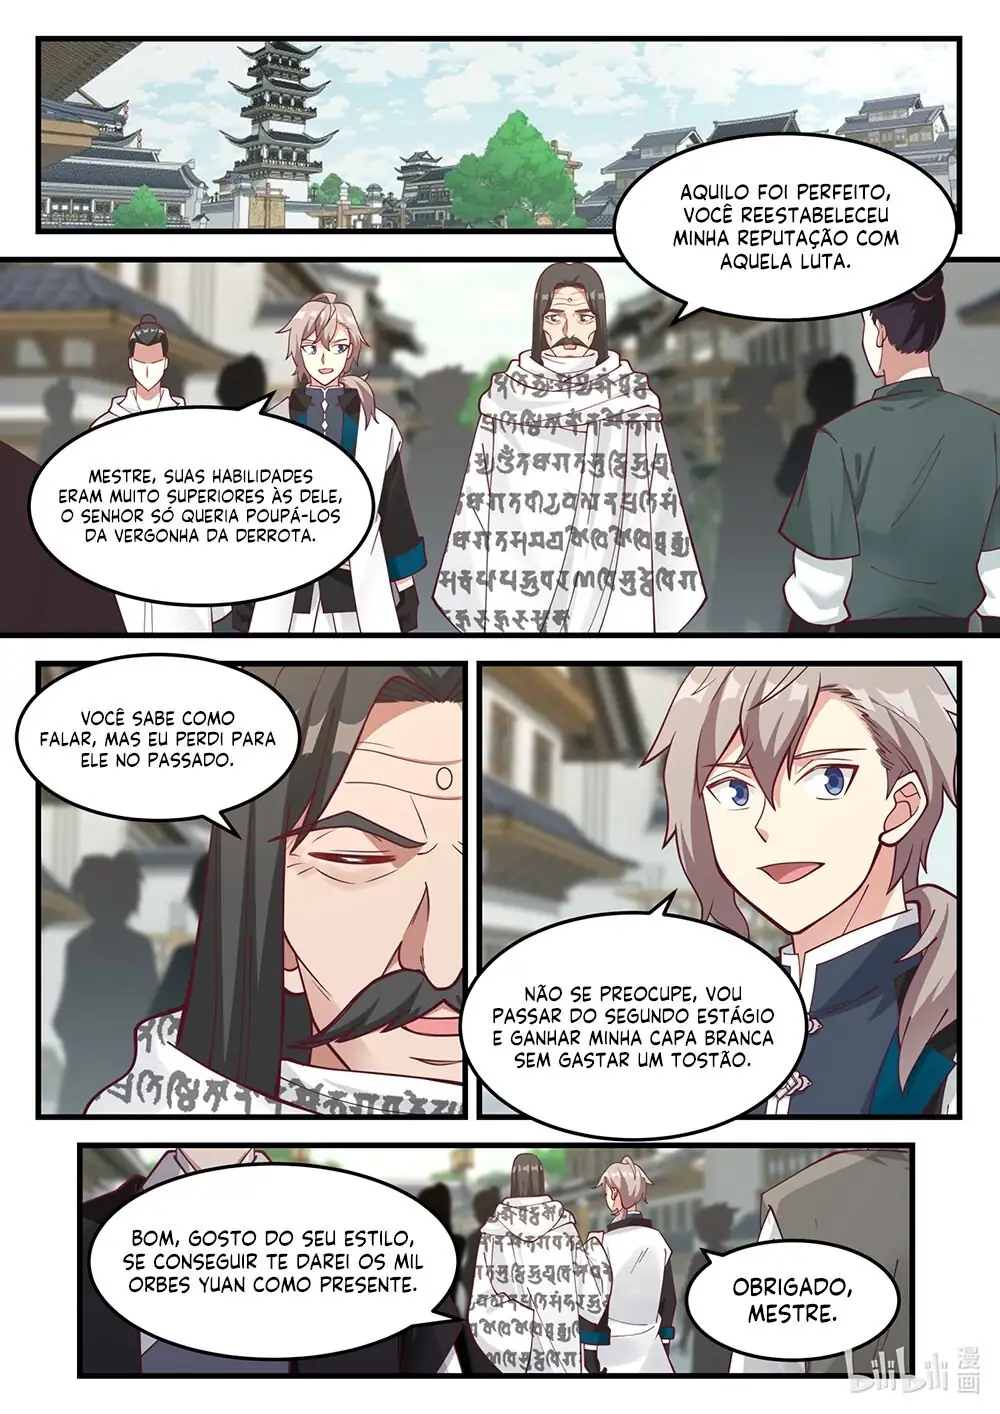 AQUILO FOI PERFEITO,
VOCÊ REESTABELECEU
MINHA REPUTAÇÃO COM
AQUELA LUTA.
MESTRE, SUAS HABILIDADES
ERAM MUITO SUPERIORES ÀS DELE,
O SENHOR SÓ QUERIA POUPÁ-LOS
DA VERGONHA DA DERROTA.
VOCÊ SABE COMO
FALAR, MAS EU PERDI PARA
ELE NO PASSADO.
NÃO SE PREOCUPE, VOU
PASSAR DO SEGUNDO ESTÁGIO
E GANHAR MINHA CAPA BRANCA
SEM GASTAR UM TOSTÃO.
BOM, GOSTO DO SEU ESTILO,
SE CONSEGUIR TE DAREI OS MIL
ORBES YUAN COMO PRESENTE.
OBRIGADO,
MESTRE.
bilibili 漫画